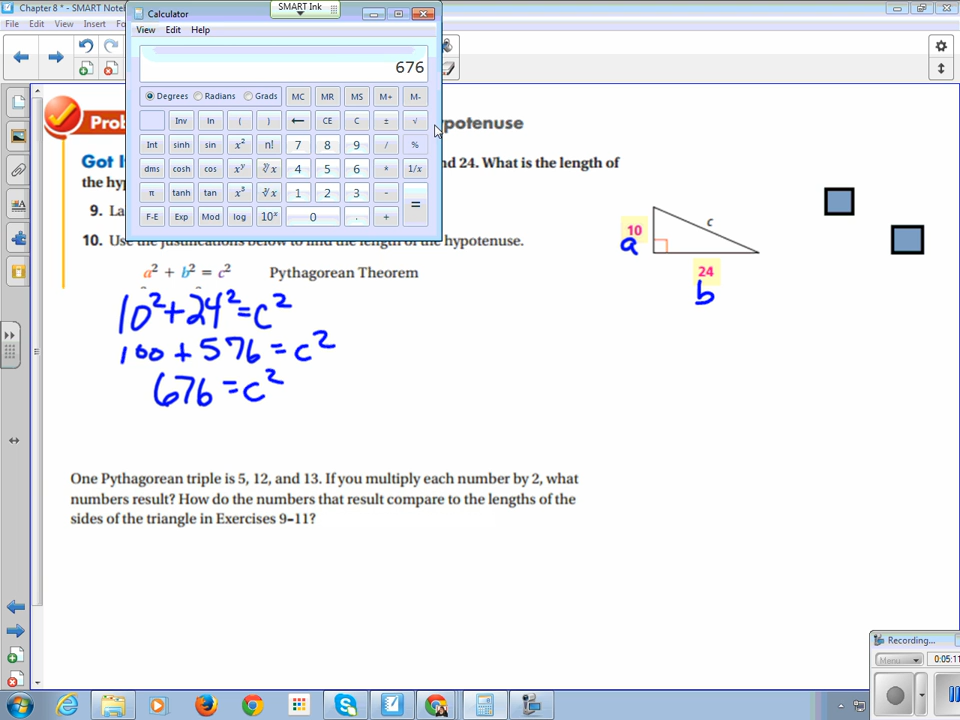 Chapter 8 * - SMART Noteb
Calculator
SMART Ink
File Edit View Insert
View Edit Help
676
Degrees Radians Grads MC MR MS M+ M-
Inv ln ( ) ← CE C ± √
Int sinh sin x² n! 7 8 9 / %
dms cosh cos xʸ ʸ√x 4 5 6 * 1/x
π tanh tan x³ ³√x 1 2 3 - =
F-E Exp Mod log 10ˣ 0 . +
Prob
potenuse
Got I
nd 24. What is the length of
the hy
9. La
10. Use the justifications below to find the length of the hypotenuse.
a² + b² = c² Pythagorean Theorem
10² + 24² = c²
100 + 576 = c²
676 = c²
10
a
c
24
b
One Pythagorean triple is 5, 12, and 13. If you multiply each number by 2, what
numbers result? How do the numbers that result compare to the lengths of the
sides of the triangle in Exercises 9–11?
Recording...
Menu 0:05:11